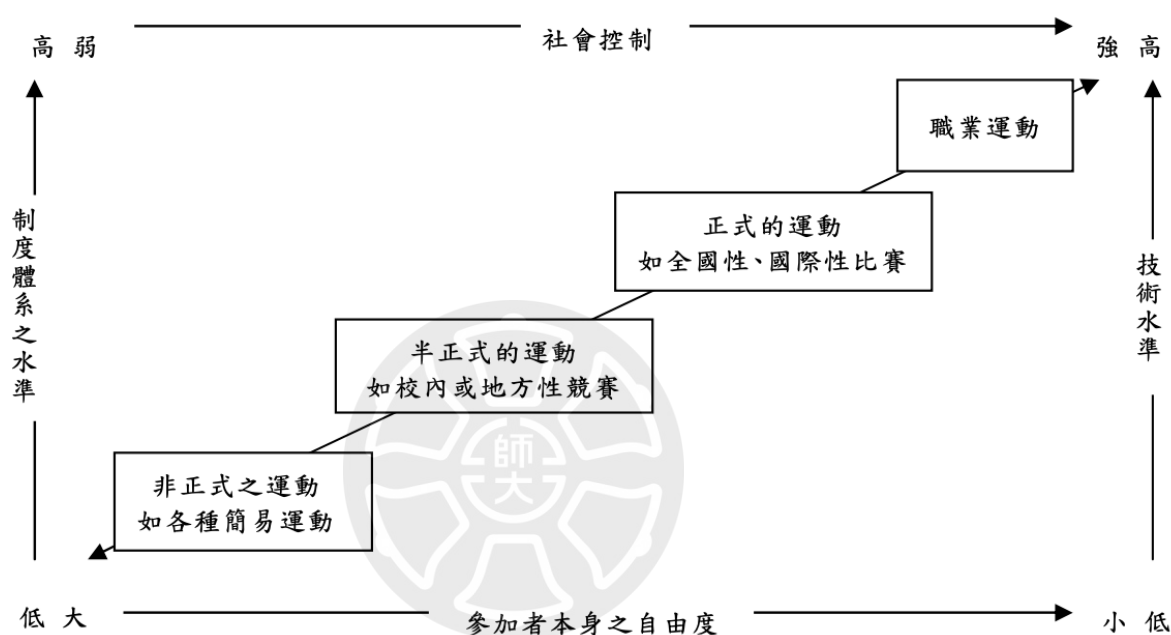 高 弱
社會控制
強 高
職業運動
正式的運動
如全國性、國際性比賽
制度體系之水準
技術水準
半正式的運動
如校內或地方性競賽
師大
非正式之運動
如各種簡易運動
低 大
參加者本身之自由度
小 低